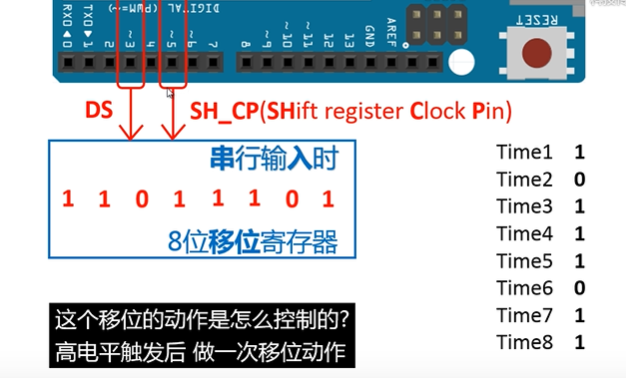 RESET
AREF
GND
13
12
~11
~10
~9
8
7
~6
~5
4
~3
2
TXD 1
RXD 0
DIGITAL (PWM=~)
DS
SH_CP(SHift register Clock Pin)
串行输入时
1 1 0 1 1 1 0 1
8位移位寄存器
Time1 1
Time2 0
Time3 1
Time4 1
Time5 1
Time6 0
Time7 1
Time8 1
这个移位的动作是怎么控制的?
高电平触发后 做一次移位动作